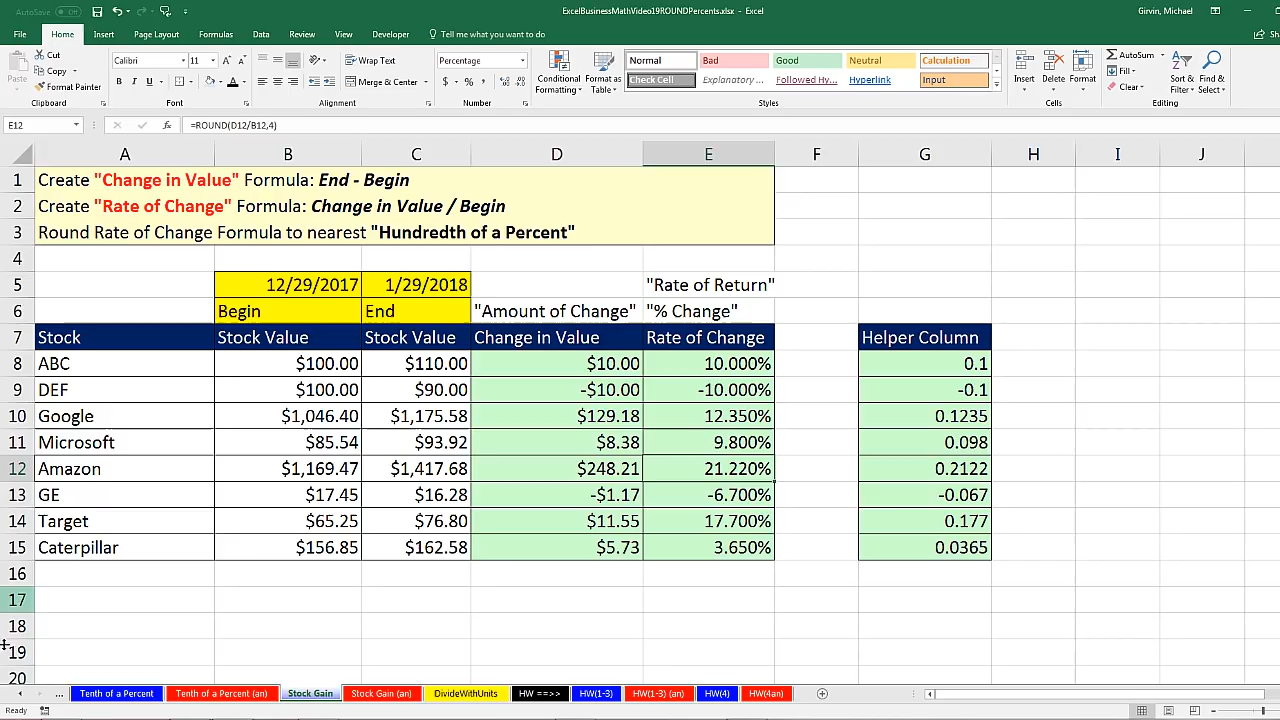 AutoSave Off ExcelBusinessMathVideo19ROUNDPercents.xlsx - Excel Girvin, Michael
File Home Insert Page Layout Formulas Data Review View Developer Tell me what you want to do
Cut Calibri 11 Wrap Text Percentage Normal Bad Good Neutral Calculation AutoSum
Paste Copy Merge & Center Conditional Formatting Format as Table Check Cell Explanatory ... Followed Hy... Hyperlink Input Insert Delete Format Fill Sort & Filter Find & Select
Format Painter B I U A $ % , Clear
Clipboard Font Alignment Number Styles Cells Editing
E12 fx =ROUND(D12/B12,4)
A B C D E F G H I J
1 Create "Change in Value" Formula: End - Begin
2 Create "Rate of Change" Formula: Change in Value / Begin
3 Round Rate of Change Formula to nearest "Hundredth of a Percent"
4
5 12/29/2017 1/29/2018 "Rate of Return"
6 Begin End "Amount of Change" "% Change"
7 Stock Stock Value Stock Value Change in Value Rate of Change Helper Column
8 ABC $100.00 $110.00 $10.00 10.000% 0.1
9 DEF $100.00 $90.00 -$10.00 -10.000% -0.1
10 Google $1,046.40 $1,175.58 $129.18 12.350% 0.1235
11 Microsoft $85.54 $93.92 $8.38 9.800% 0.098
12 Amazon $1,169.47 $1,417.68 $248.21 21.220% 0.2122
13 GE $17.45 $16.28 -$1.17 -6.700% -0.067
14 Target $65.25 $76.80 $11.55 17.700% 0.177
15 Caterpillar $156.85 $162.58 $5.73 3.650% 0.0365
16
17
18
19
20
... Tenth of a Percent Tenth of a Percent (an) Stock Gain Stock Gain (an) DivideWithUnits HW ==>> HW(1-3) HW(1-3) (an) HW(4) HW(4an)
Ready